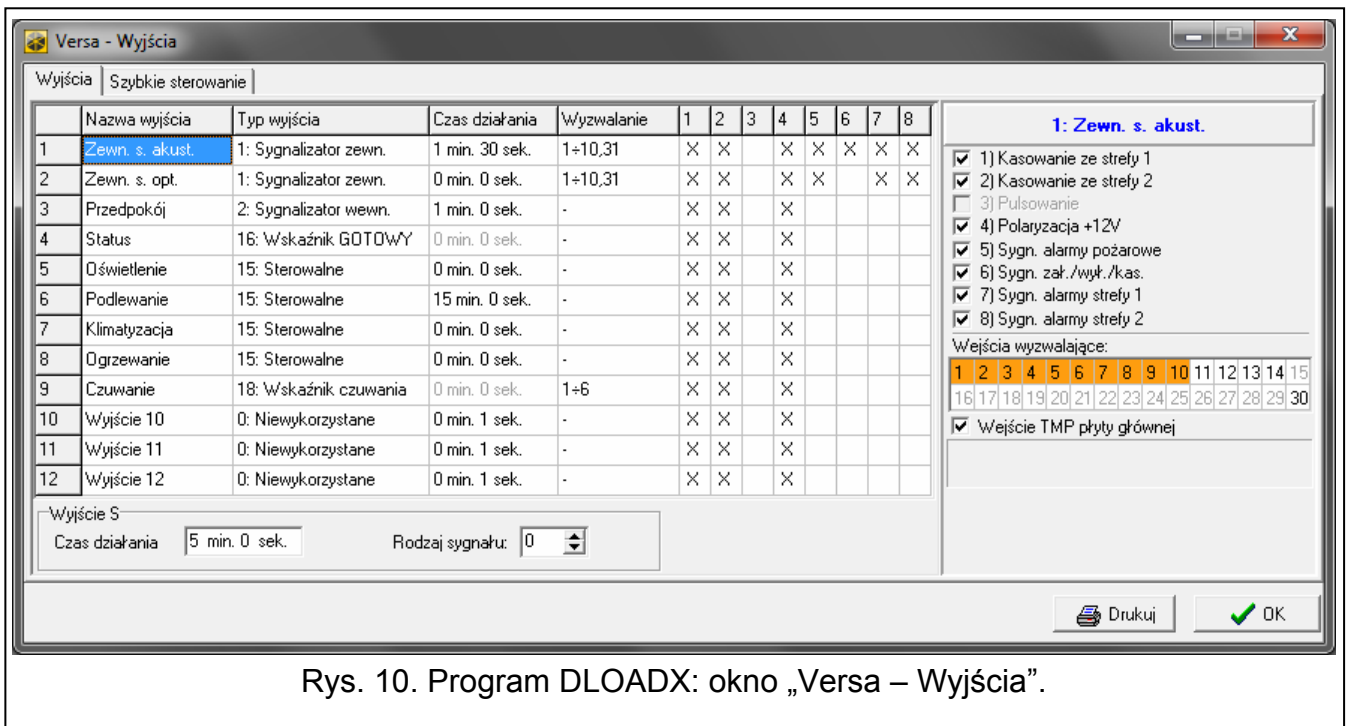 Versa - Wyjścia
Wyjścia Szybkie sterowanie
Nazwa wyjścia Typ wyjścia Czas działania Wyzwalanie 1 2 3 4 5 6 7 8
1 Zewn. s. akust. 1: Sygnalizator zewn. 1 min. 30 sek. 1÷10,31 X X X X X X X
2 Zewn. s. opt. 1: Sygnalizator zewn. 0 min. 0 sek. 1÷10,31 X X X X X X
3 Przedpokój 2: Sygnalizator wewn. 1 min. 0 sek. - X X X
4 Status 16: Wskaźnik GOTOWY 0 min. 0 sek. - X X X
5 Oświetlenie 15: Sterowalne 0 min. 0 sek. - X X X
6 Podlewanie 15: Sterowalne 15 min. 0 sek. - X X X
7 Klimatyzacja 15: Sterowalne 0 min. 0 sek. - X X X
8 Ogrzewanie 15: Sterowalne 0 min. 0 sek. - X X X
9 Czuwanie 18: Wskaźnik czuwania 0 min. 0 sek. 1÷6 X X X
10 Wyjście 10 0: Niewykorzystane 0 min. 1 sek. - X X X
11 Wyjście 11 0: Niewykorzystane 0 min. 1 sek. - X X X
12 Wyjście 12 0: Niewykorzystane 0 min. 1 sek. - X X X
Wyjście S
Czas działania 5 min. 0 sek. Rodzaj sygnału: 0
1: Zewn. s. akust.
1) Kasowanie ze strefy 1
2) Kasowanie ze strefy 2
3) Pulsowanie
4) Polaryzacja +12V
5) Sygn. alarmy pożarowe
6) Sygn. zał./wył./kas.
7) Sygn. alarmy strefy 1
8) Sygn. alarmy strefy 2
Wejścia wyzwalające:
1 2 3 4 5 6 7 8 9 10 11 12 13 14 15
16 17 18 19 20 21 22 23 24 25 26 27 28 29 30
Wejście TMP płyty głównej
Drukuj OK
Rys. 10. Program DLOADX: okno „Versa – Wyjścia”.